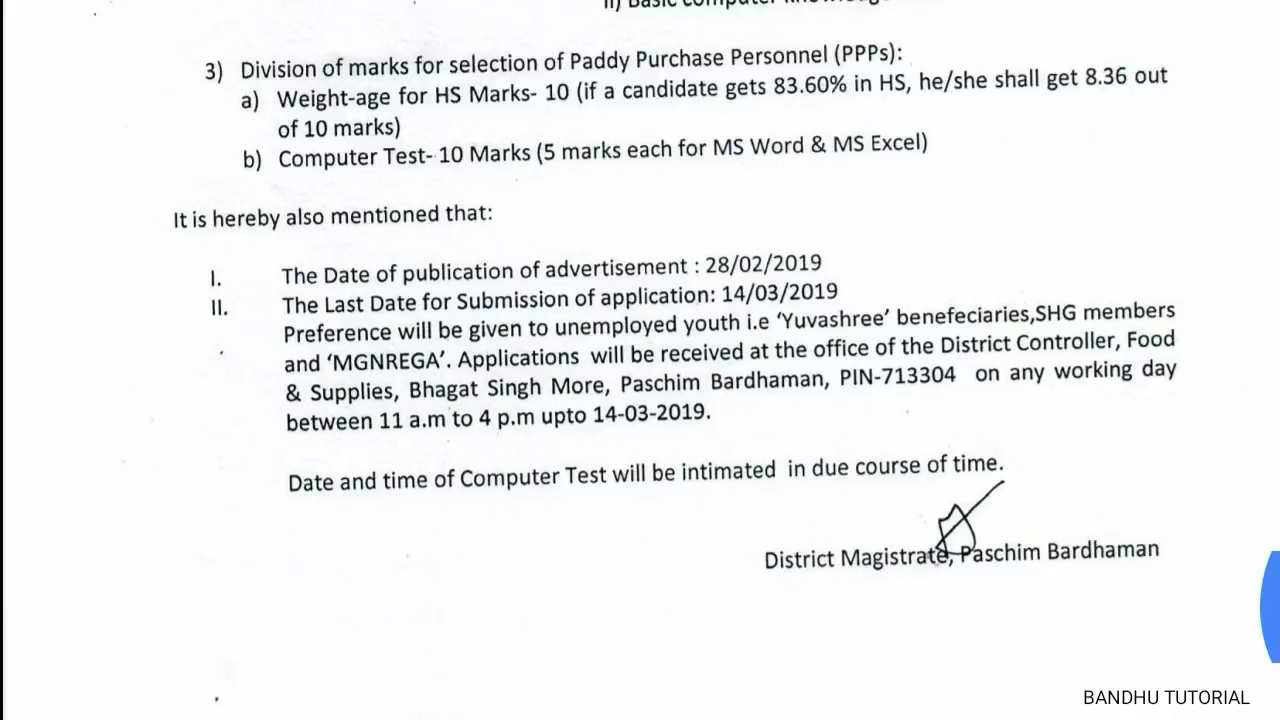 II) Basic computer knowledge
3) Division of marks for selection of Paddy Purchase Personnel (PPPs):
a) Weight-age for HS Marks- 10 (if a candidate gets 83.60% in HS, he/she shall get 8.36 out
of 10 marks)
b) Computer Test- 10 Marks (5 marks each for MS Word & MS Excel)
It is hereby also mentioned that:
I. The Date of publication of advertisement : 28/02/2019
II. The Last Date for Submission of application: 14/03/2019
Preference will be given to unemployed youth i.e ‘Yuvashree’ benefeciaries,SHG members
and ‘MGNREGA’. Applications will be received at the office of the District Controller, Food
& Supplies, Bhagat Singh More, Paschim Bardhaman, PIN-713304 on any working day
between 11 a.m to 4 p.m upto 14-03-2019.
Date and time of Computer Test will be intimated in due course of time.
District Magistrate, Paschim Bardhaman
BANDHU TUTORIAL